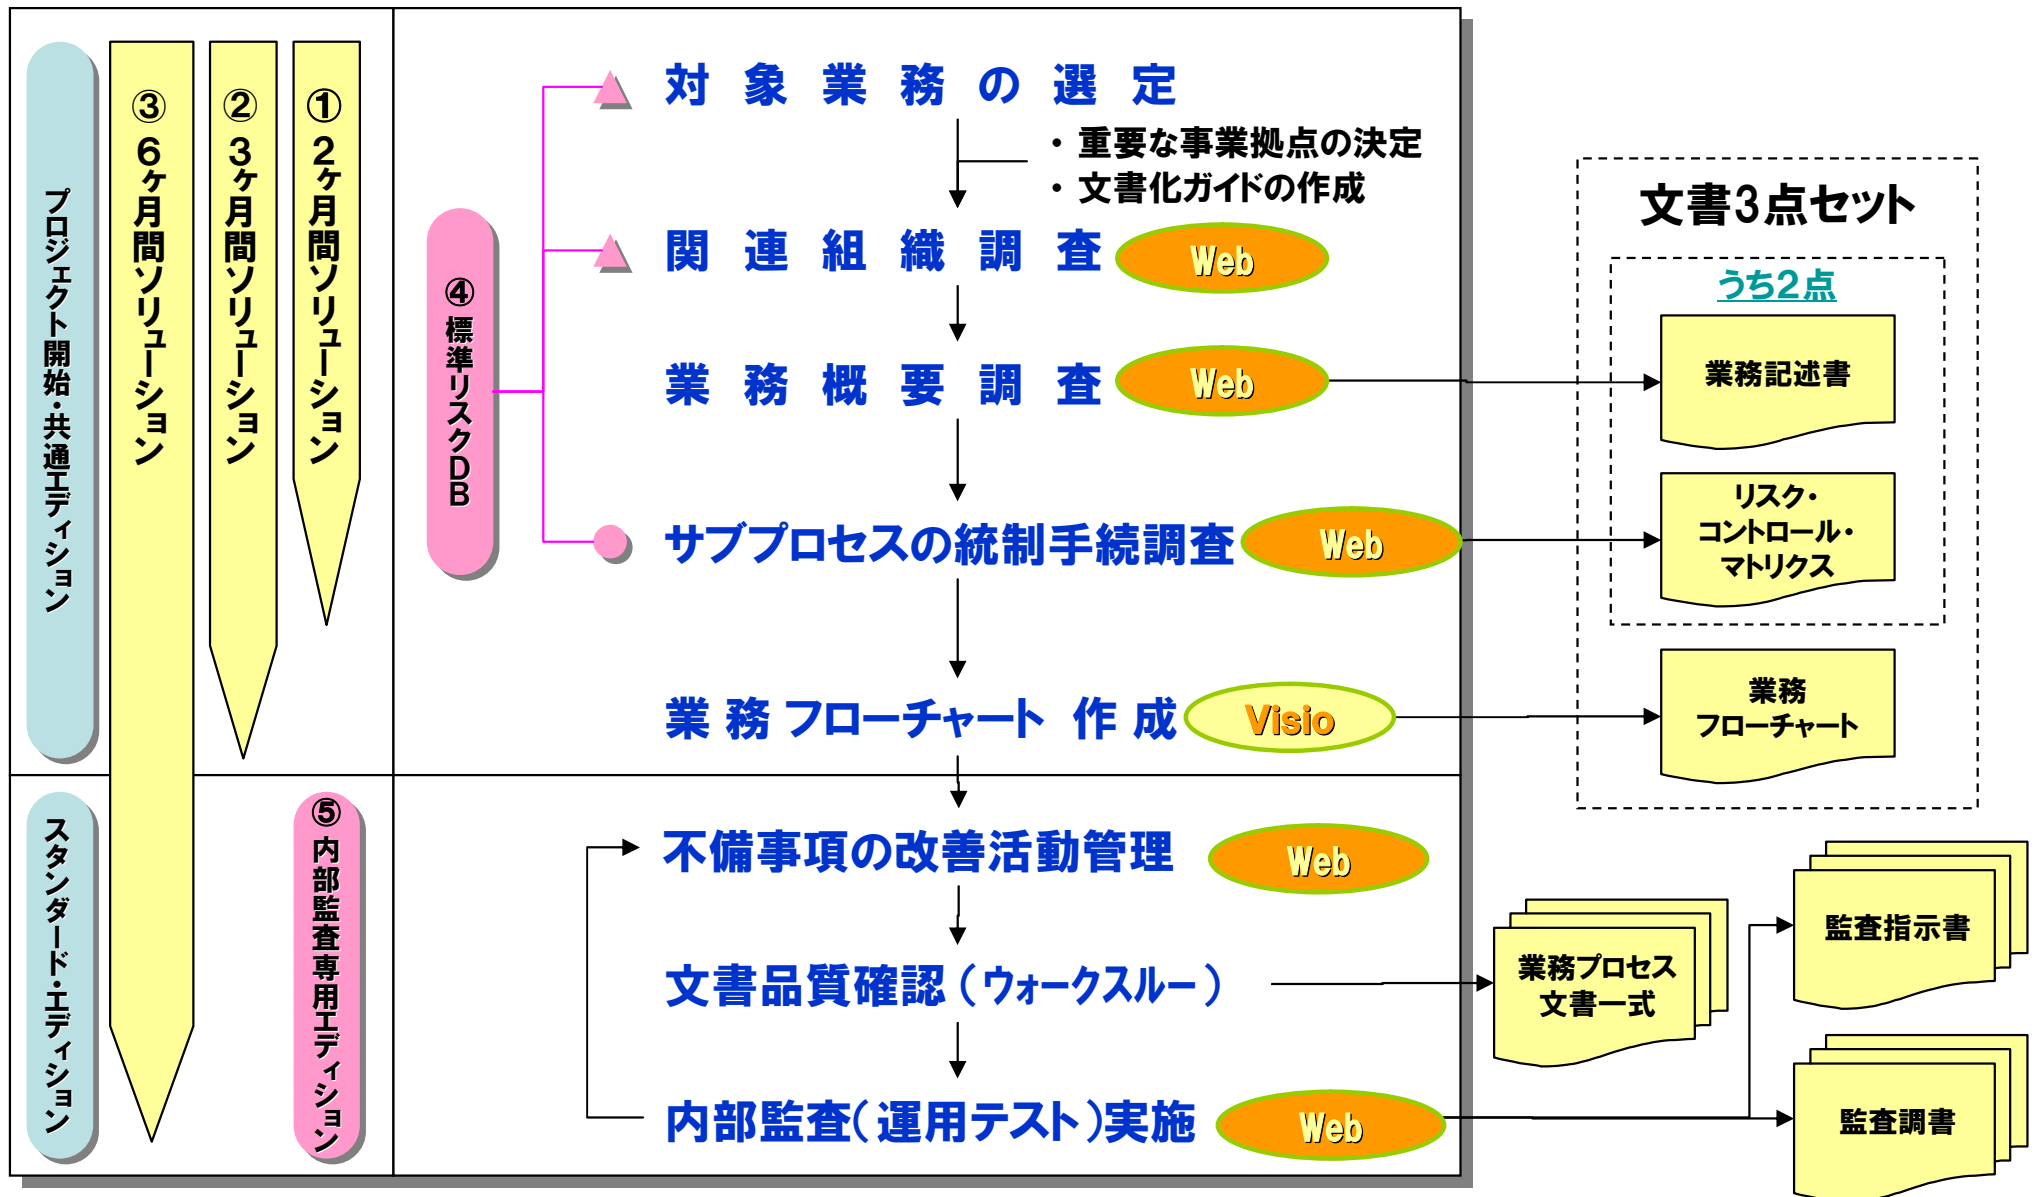 プロジェクト開始・共通エディション
③６ヶ月間ソリューション
②３ヶ月間ソリューション
①２ヶ月間ソリューション
④標準リスクＤＢ
対象業務の選定
・重要な事業拠点の決定
・文書化ガイドの作成
関連組織調査
Web
業務概要調査
Web
サブプロセスの統制手続調査
Web
業務フローチャート作成
Visio
文書３点セット
うち２点
業務記述書
リスク・
コントロール・
マトリクス
業務
フローチャート
スタンダード・エディション
⑤内部監査専用エディション
不備事項の改善活動管理
Web
文書品質確認（ウォークスルー）
内部監査（運用テスト）実施
Web
業務プロセス
文書一式
監査指示書
監査調書